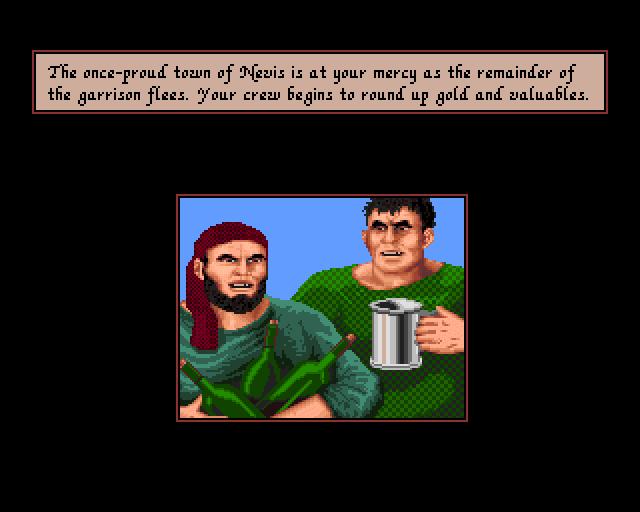 The once-proud town of Nevis is at your mercy as the remainder of
the garrison flees. Your crew begins to round up gold and valuables.